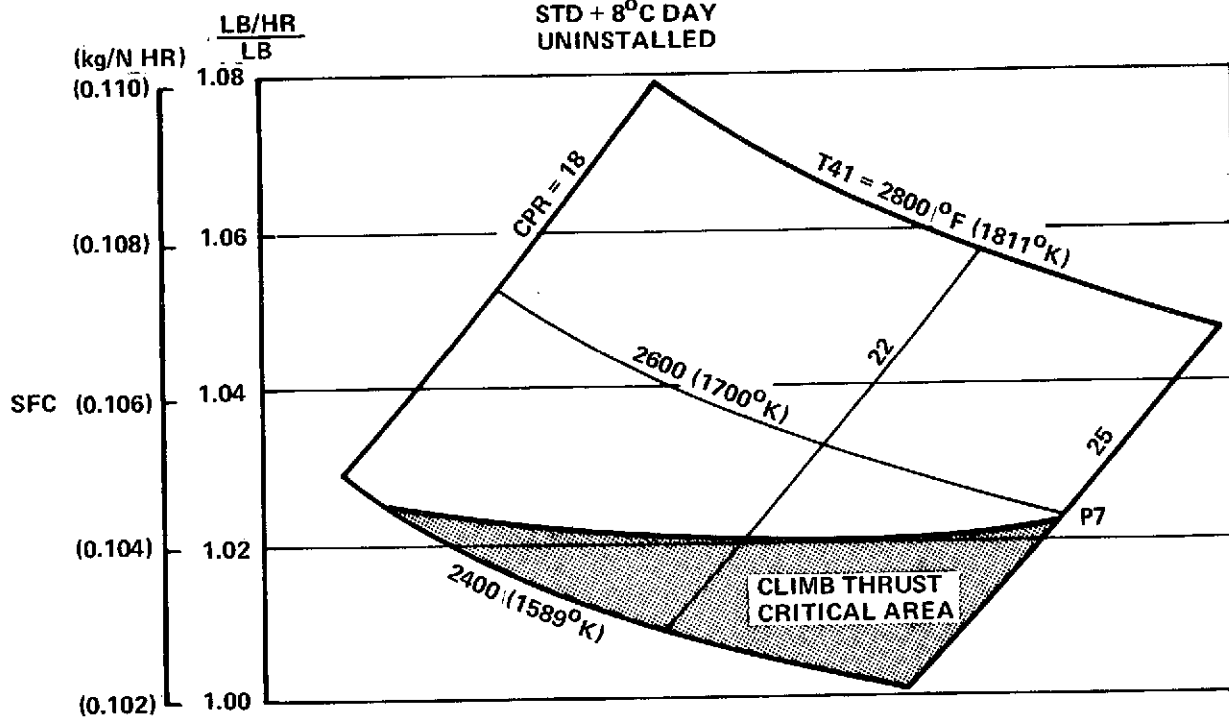 STD + 8°C DAY
UNINSTALLED
LB/HR
LB
(kg/N HR)
(0.110) 1.08
CPR = 18
T41 = 2800 °F (1811°K)
(0.108) 1.06
22
2600 (1700°K)
SFC (0.106) 1.04
25
P7
(0.104) 1.02
2400 (1589°K)
CLIMB THRUST
CRITICAL AREA
(0.102) 1.00